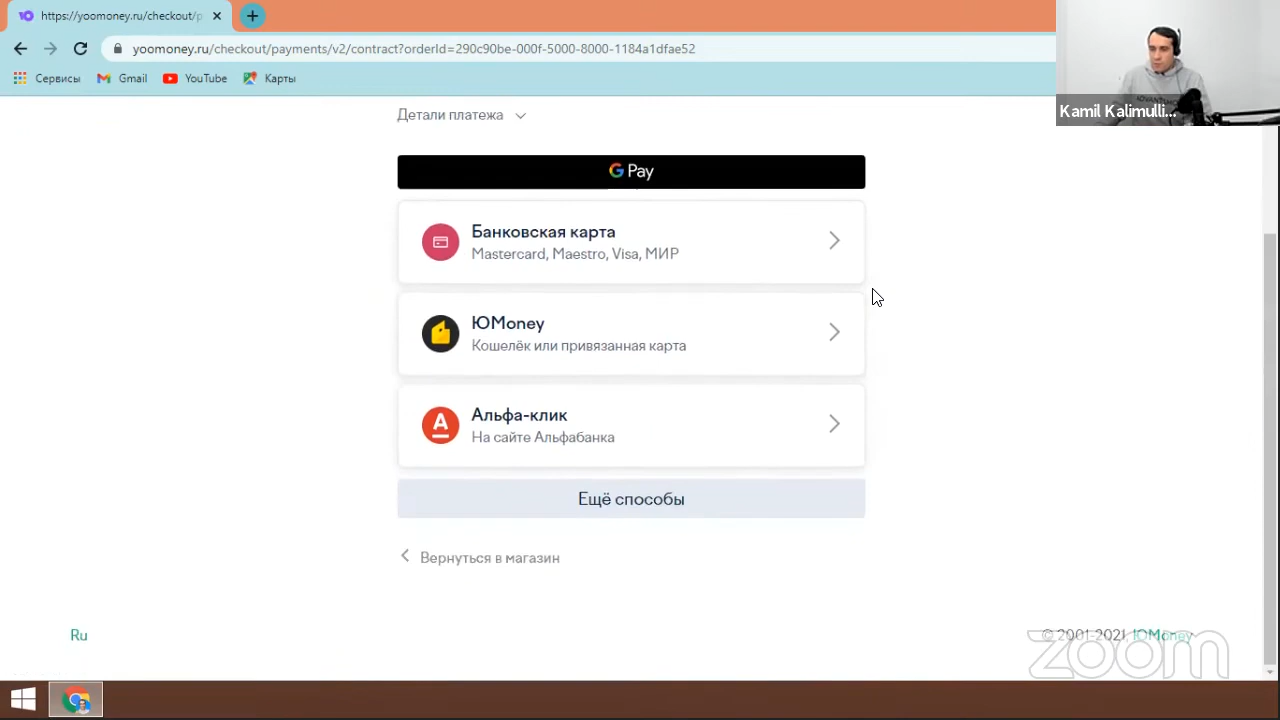 https://yoomoney.ru/checkout/p
yoomoney.ru/checkout/payments/v2/contract?orderId=290c90be-000f-5000-8000-1184a1dfae52
Сервисы
Gmail
YouTube
Карты
Kamil Kalimulli...
Детали платежа
G Pay
Банковская карта
Mastercard, Maestro, Visa, МИР
ЮMoney
Кошелёк или привязанная карта
Альфа-клик
На сайте Альфабанка
Ещё способы
Вернуться в магазин
Ru
© 2001-2021, ЮMoney
zoom